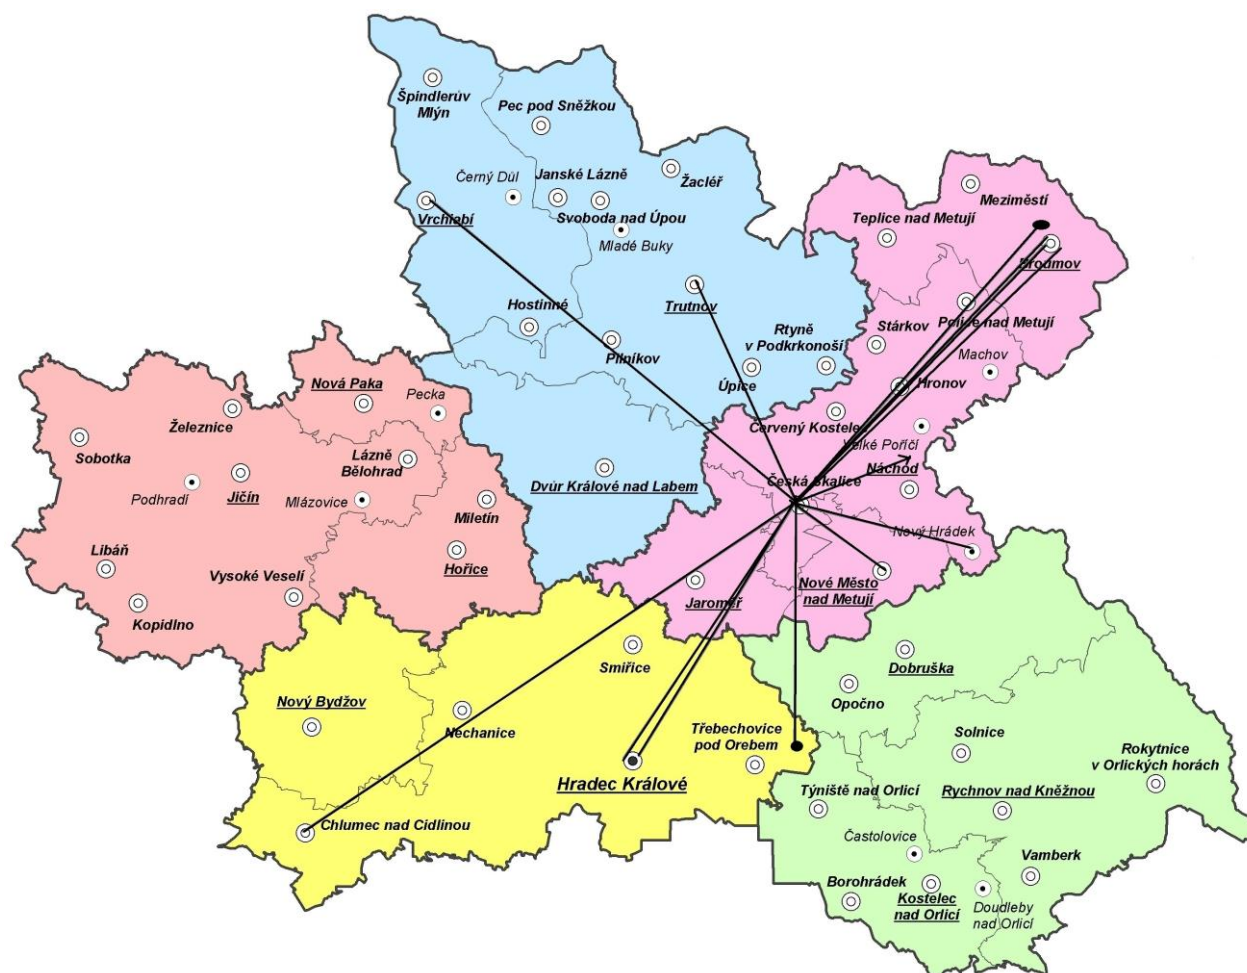 Špindlerův
Mlýn
Pec pod Sněžkou
Černý Důl
Janské Lázně
Žacléř
Vrchlabí
Svoboda nad Úpou
Mladé Buky
Meziměstí
Teplice nad Metují
Broumov
Trutnov
Hostinné
Pilníkov
Rtyně
v Podkrkonoší
Stárkov
Police nad Metují
Machov
Úpice
Hronov
Nová Paka
Pecka
Železnice
Sobotka
Lázně
Bělohrad
Červený Kostelec
Velké Poříčí
Podhradí
Jičín
Mlázovice
Miletín
Dvůr Králové nad Labem
Česká Skalice
Náchod
Libáň
Vysoké Veselí
Hořice
Nový Hrádek
Kopidlno
Jaroměř
Nové Město
nad Metují
Smiřice
Dobruška
Opočno
Nový Bydžov
Nechanice
Třebechovice
pod Orebem
Solnice
Rokytnice
v Orlických horách
Hradec Králové
Týniště nad Orlicí
Rychnov nad Kněžnou
Chlumec nad Cidlinou
Častolovice
Vamberk
Borohrádek
Kostelec
nad Orlicí
Doudleby
nad Orlicí